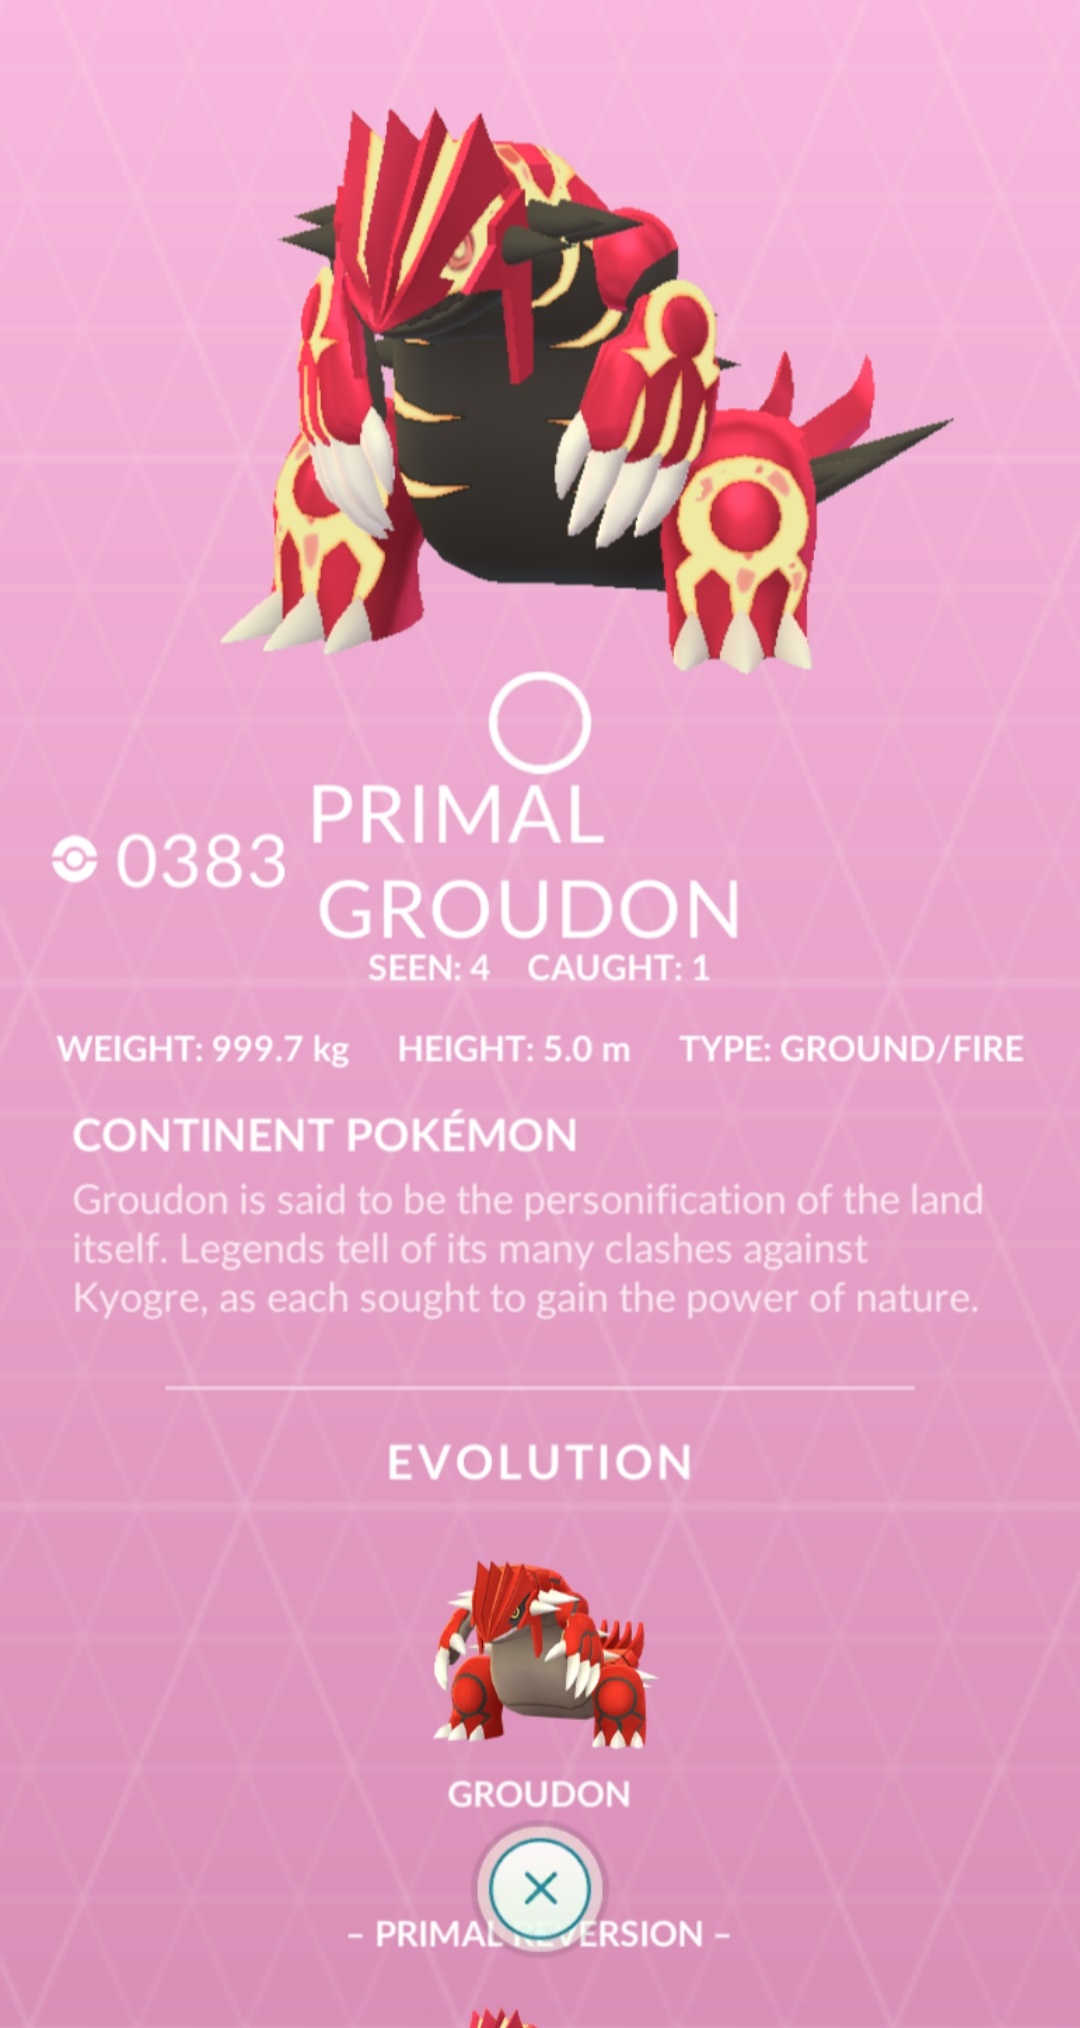 0383 PRIMAL
GROUDON
SEEN: 4 CAUGHT: 1
WEIGHT: 999.7 kg HEIGHT: 5.0 m TYPE: GROUND/FIRE
CONTINENT POKÉMON
Groudon is said to be the personification of the land
itself. Legends tell of its many clashes against
Kyogre, as each sought to gain the power of nature.
EVOLUTION
GROUDON
– PRIMAL REVERSION –